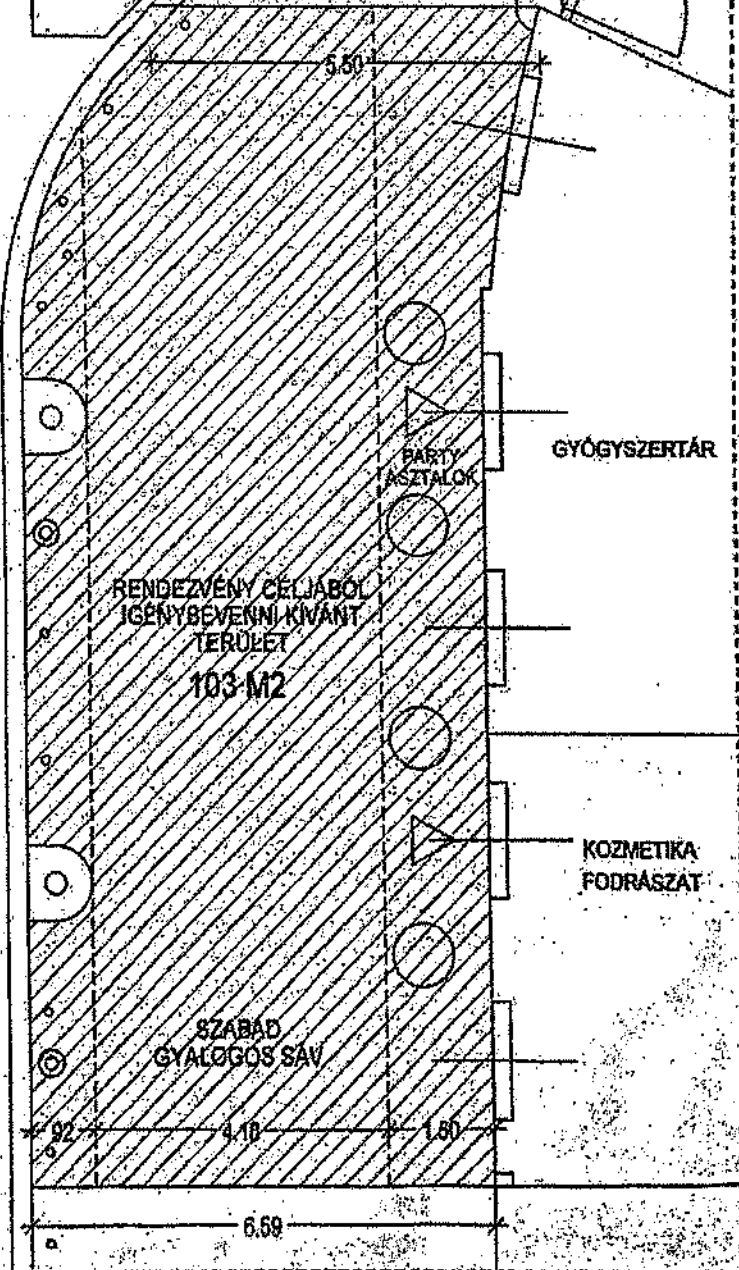 5.50
PARTY
ASZTALOK
GYÓGYSZERTÁR
RENDEZVÉNY CÉLJÁBÓL
IGÉNYBEVENNI KÍVÁNT
TERÜLET
103 M2
KOZMETIKA
FODRÁSZAT
SZABAD
GYALOGOS SÁV
92 4.18 1.60
6.69